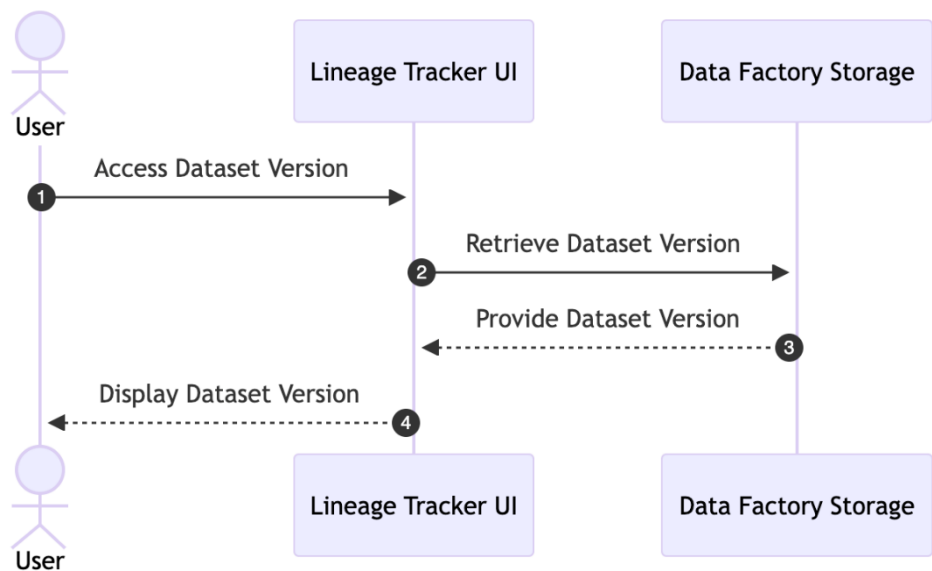 Lineage Tracker UI
Data Factory Storage
User
Access Dataset Version
1
Retrieve Dataset Version
2
Provide Dataset Version
3
Display Dataset Version
4
Lineage Tracker UI
Data Factory Storage
User